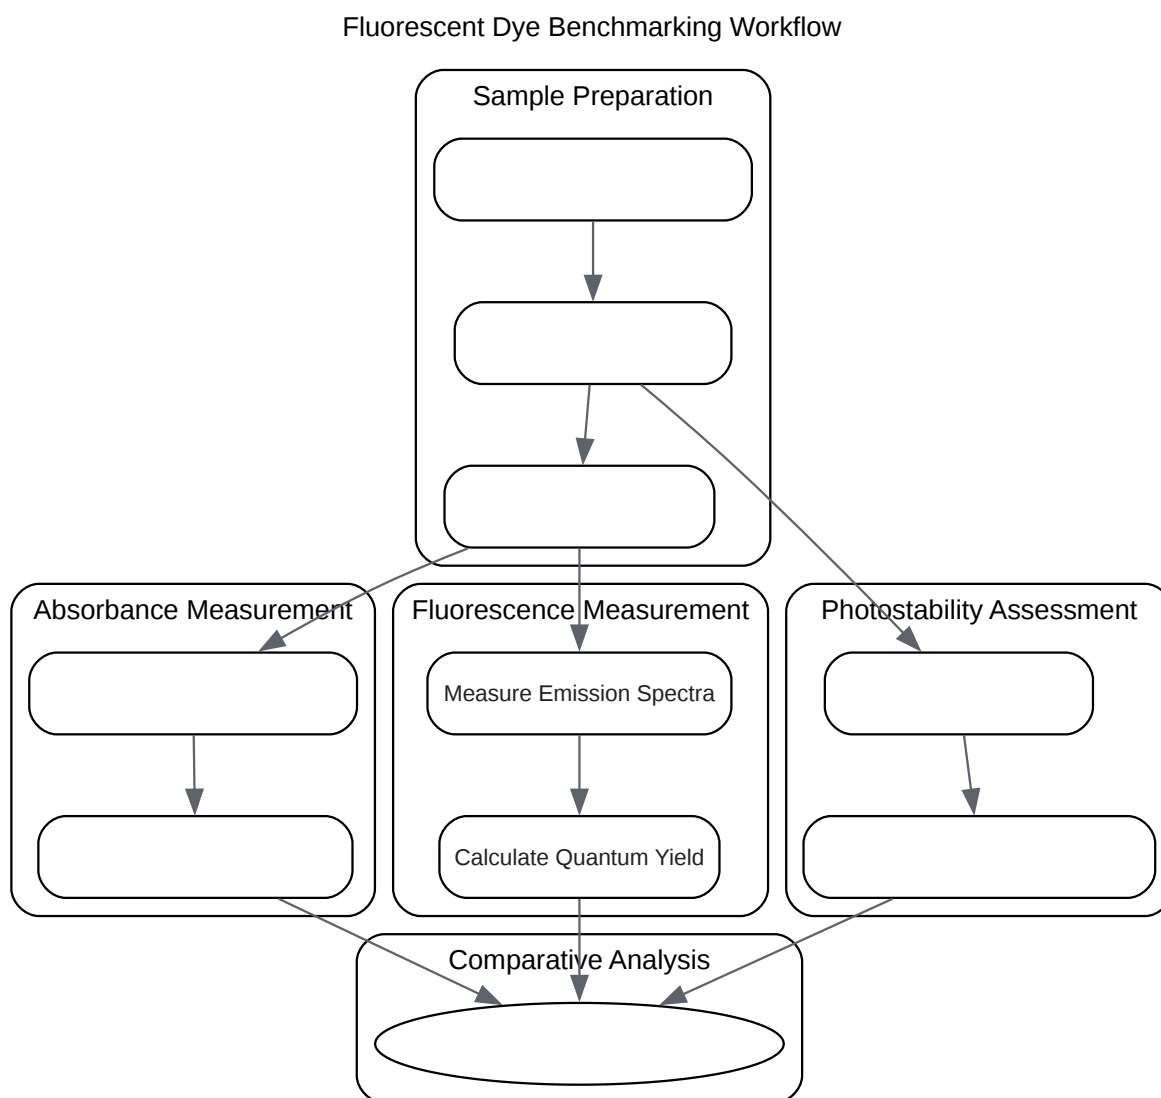 Fluorescent Dye Benchmarking Workflow
Sample Preparation
Absorbance Measurement
Fluorescence Measurement
Photostability Assessment
Measure Emission Spectra
Calculate Quantum Yield
Comparative Analysis